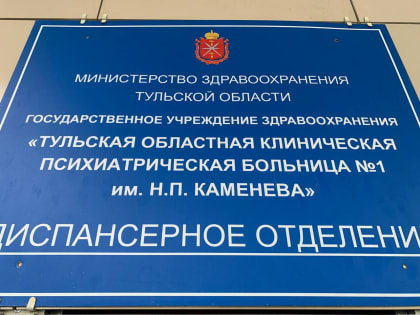 МИНИСТЕРСТВО ЗДРАВООХРАНЕНИЯ
ТУЛЬСКОЙ ОБЛАСТИ
ГОСУДАРСТВЕННОЕ УЧРЕЖДЕНИЕ ЗДРАВООХРАНЕНИЯ
«ТУЛЬСКАЯ ОБЛАСТНАЯ КЛИНИЧЕСКАЯ
ПСИХИАТРИЧЕСКАЯ БОЛЬНИЦА №1
им. Н.П. КАМЕНЕВА»
ДИСПАНСЕРНОЕ ОТДЕЛЕНИ